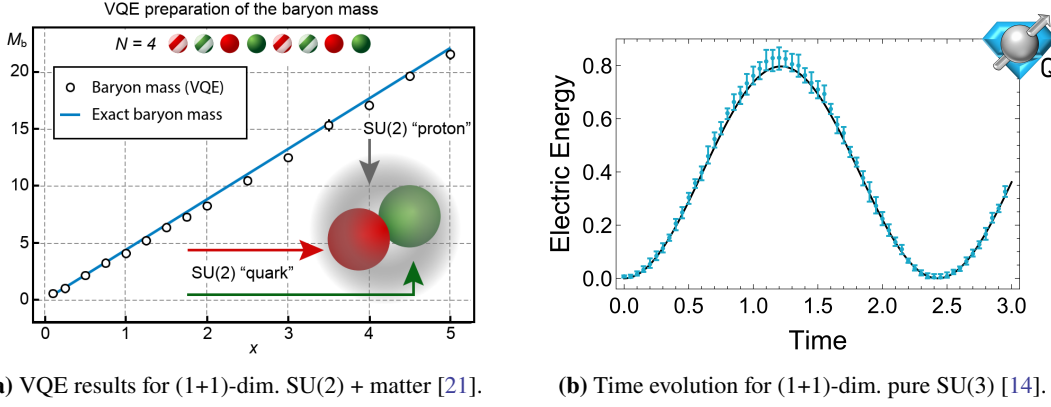 VQE preparation of the baryon mass
M_b
N = 4
20
15
10
5
0
Baryon mass (VQE)
Exact baryon mass
SU(2) “proton”
SU(2) “quark”
0 1 2 3 4 5
x
a) VQE results for (1+1)-dim. SU(2) + matter [21].
Q
Electric Energy
0.8
0.6
0.4
0.2
0.0
0.0 0.5 1.0 1.5 2.0 2.5 3.0
Time
(b) Time evolution for (1+1)-dim. pure SU(3) [14].